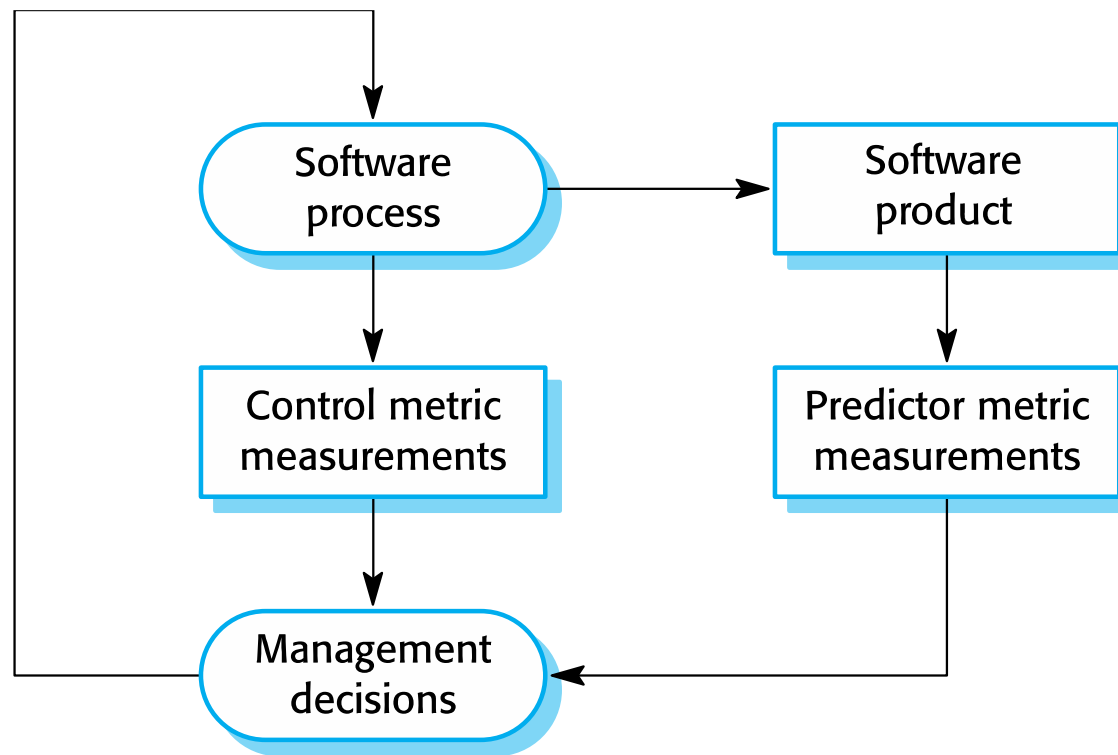 Software
process
Software
product
Control metric
measurements
Predictor metric
measurements
Management
decisions